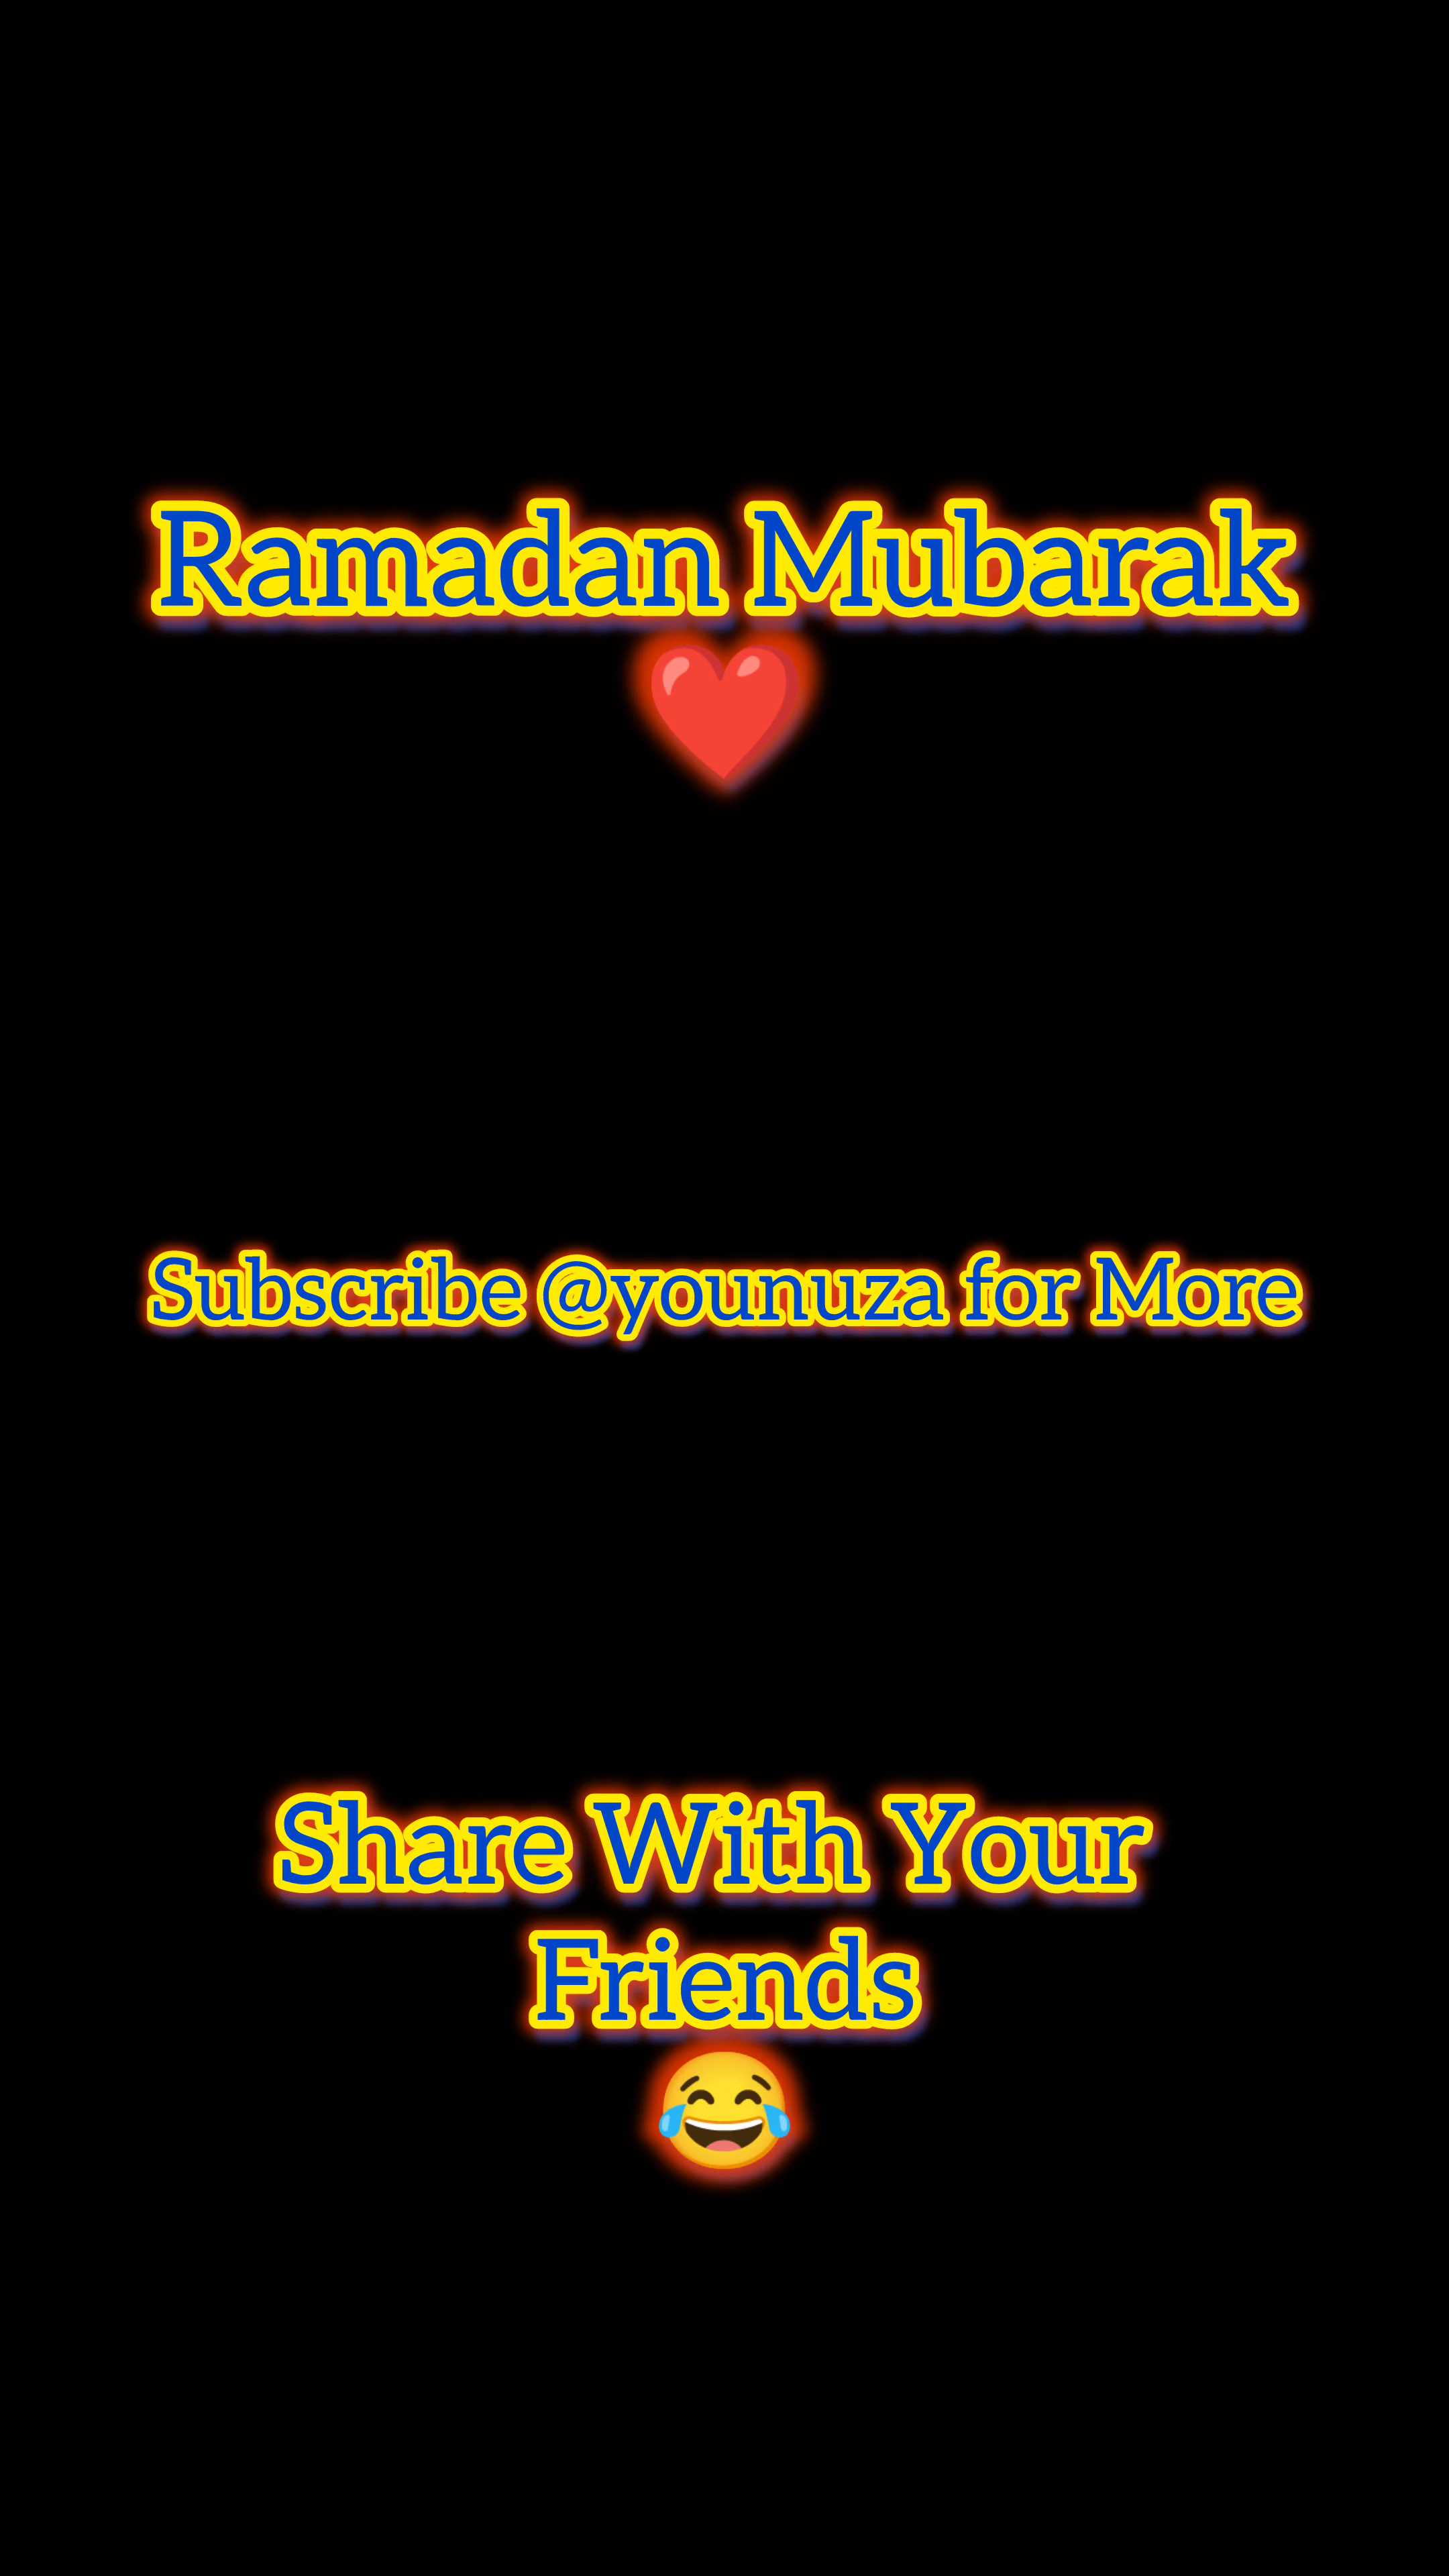 Ramadan Mubarak
❤️
Subscribe @younuza for More
Share With Your
Friends
😂